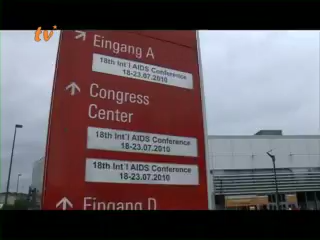 tv
Eingang A
18th Int'l AIDS Conference
18-23.07.2010
Congress
Center
18th Int'l AIDS Conference
18-23.07.2010
18th Int'l AIDS Conference
18-23.07.2010
Eingang D